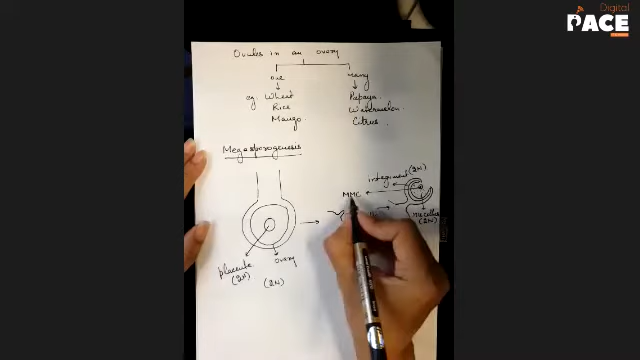 Digital
PACE
Ovules in an ovary
one many
eg. Wheat Papaya.
Rice Watermelon.
Mango Citrus.
Megasporogenesis
integument (2N)
MMC
nucellus
(2N)
placenta ovary
(2N) (2N)